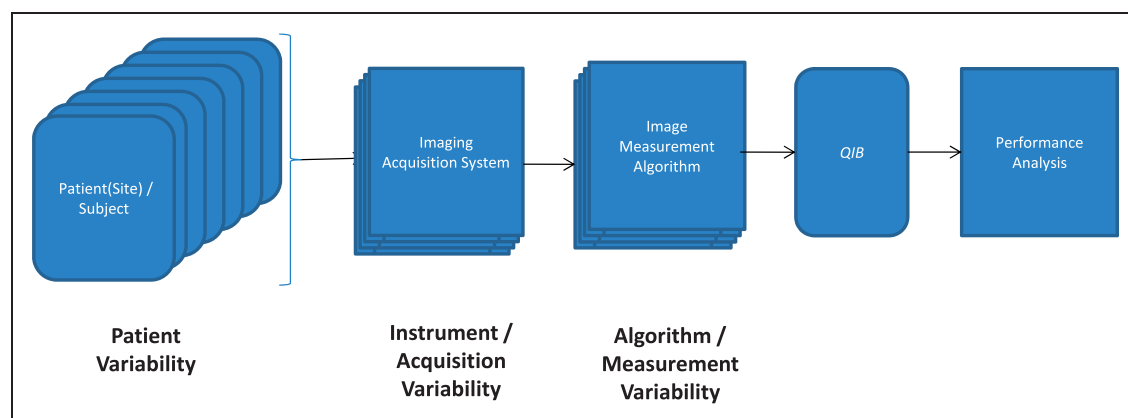 Patient(Site) /
Subject
Imaging
Acquisition System
Image
Measurement
Algorithm
QIB
Performance
Analysis
Patient
Variability
Instrument /
Acquisition
Variability
Algorithm /
Measurement
Variability